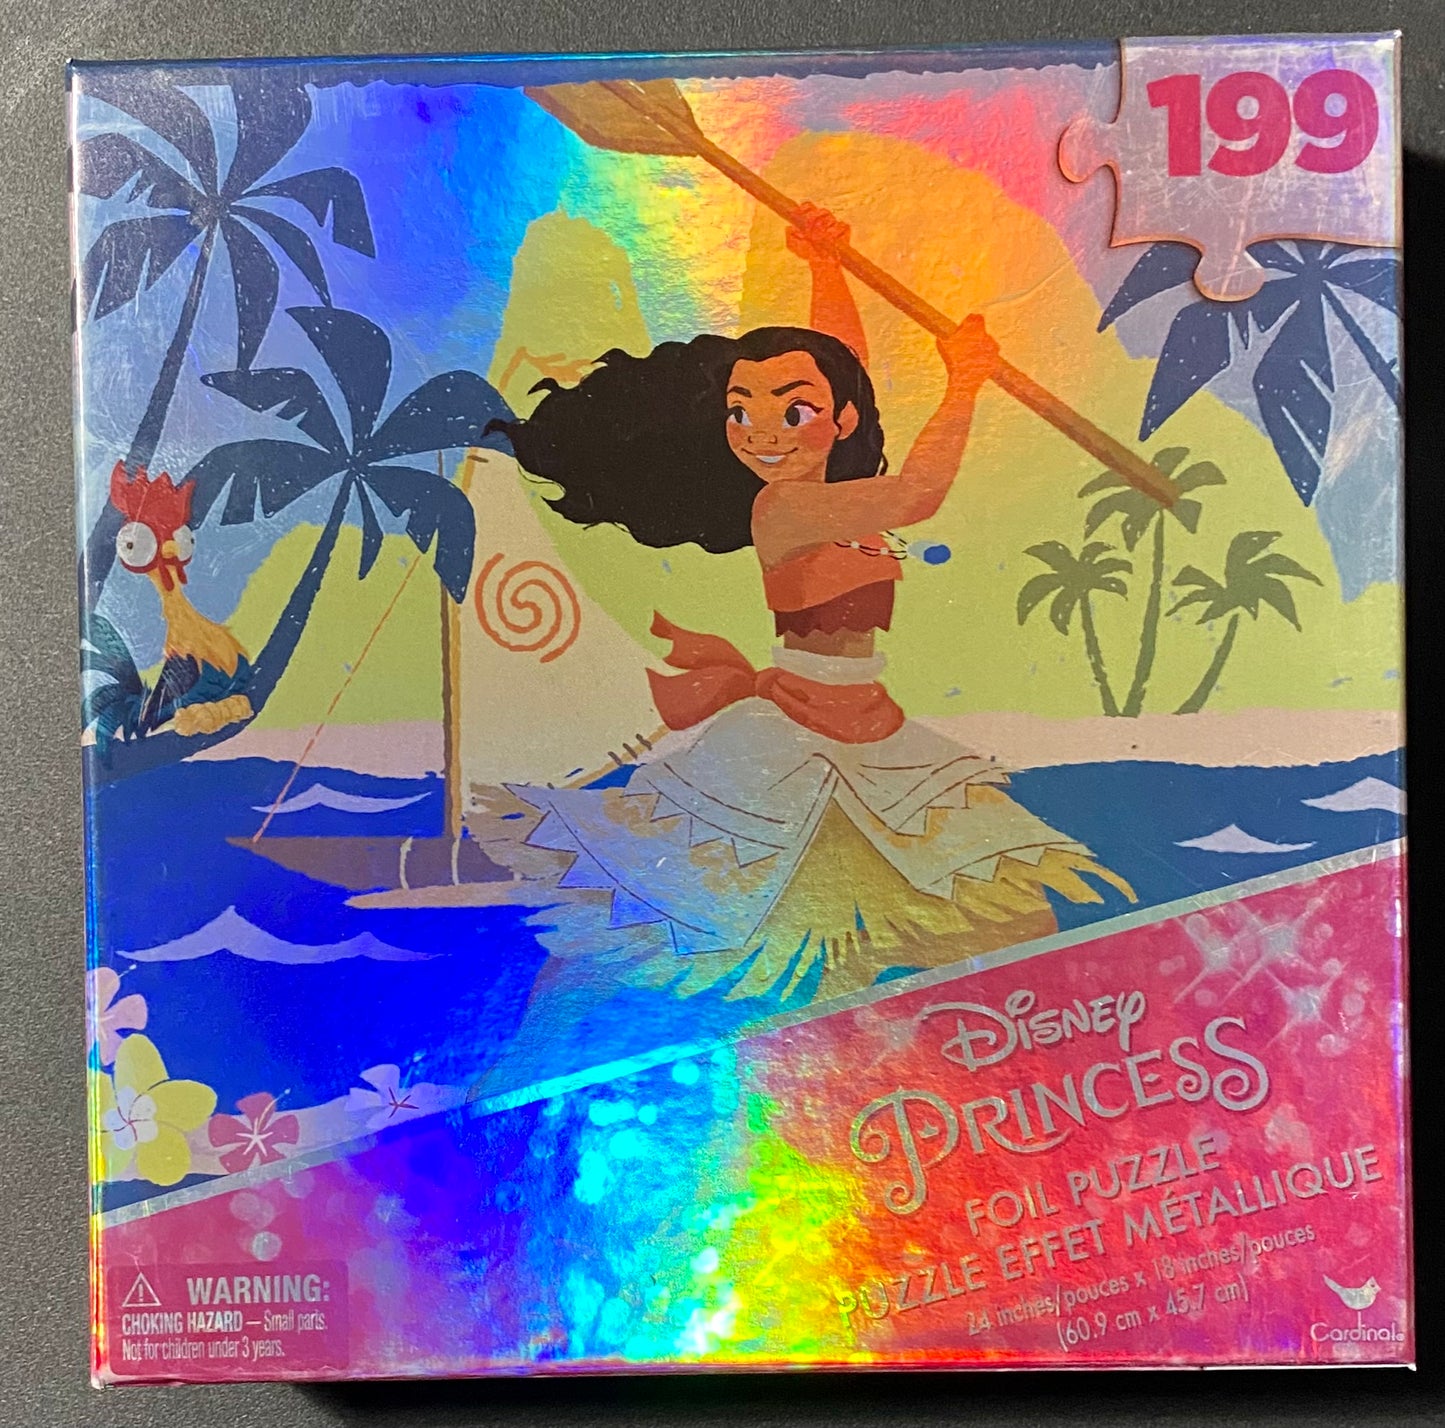 199
DISNEY
PRINCESS
FOIL PUZZLE
PUZZLE EFFET MÉTALLIQUE
24 inches/pouces x 18 inches/pouces
(60.9 cm x 45.7 cm)
WARNING:
CHOKING HAZARD — Small parts.
Not for children under 3 years.
Cardinal®